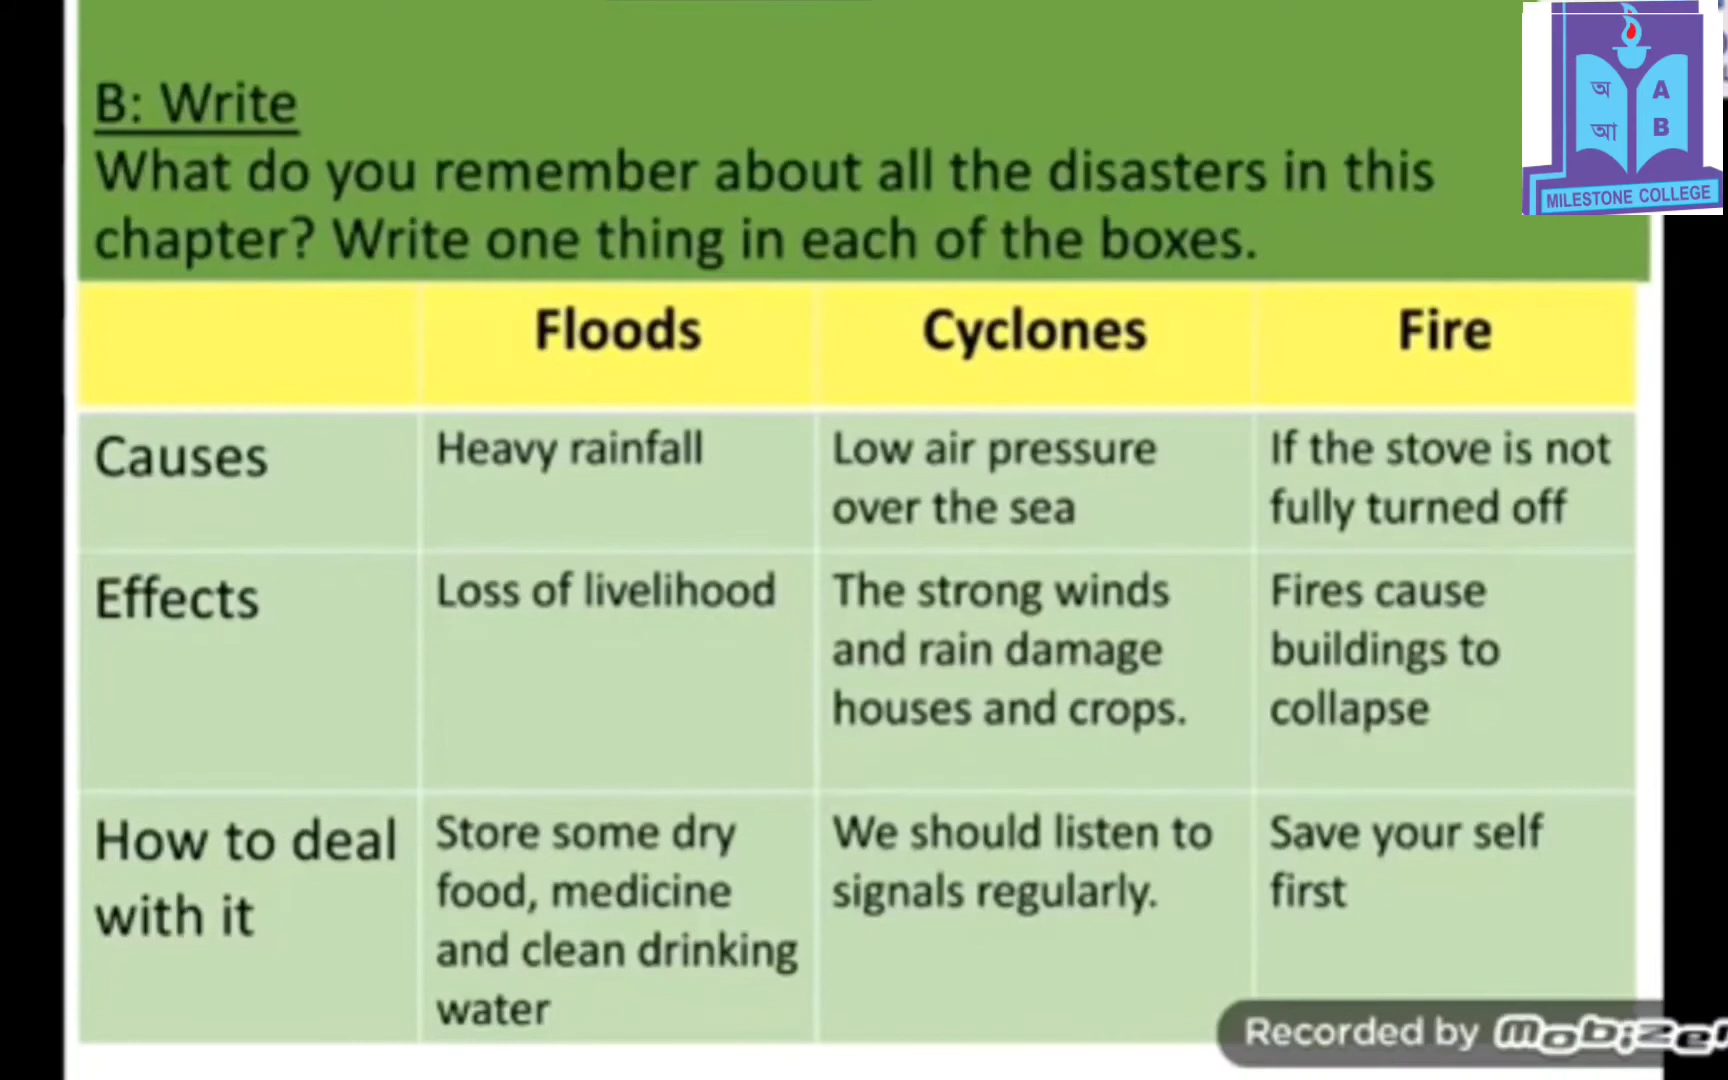 B: Write
What do you remember about all the disasters in this
chapter? Write one thing in each of the boxes.
Floods
Cyclones
Fire
Causes
Heavy rainfall
Low air pressure
over the sea
If the stove is not
fully turned off
Effects
Loss of livelihood
The strong winds
and rain damage
houses and crops.
Fires cause
buildings to
collapse
How to deal
with it
Store some dry
food, medicine
and clean drinking
water
We should listen to
signals regularly.
Save your self
first
অ A
আ B
MILESTONE COLLEGE
Recorded by mobizen